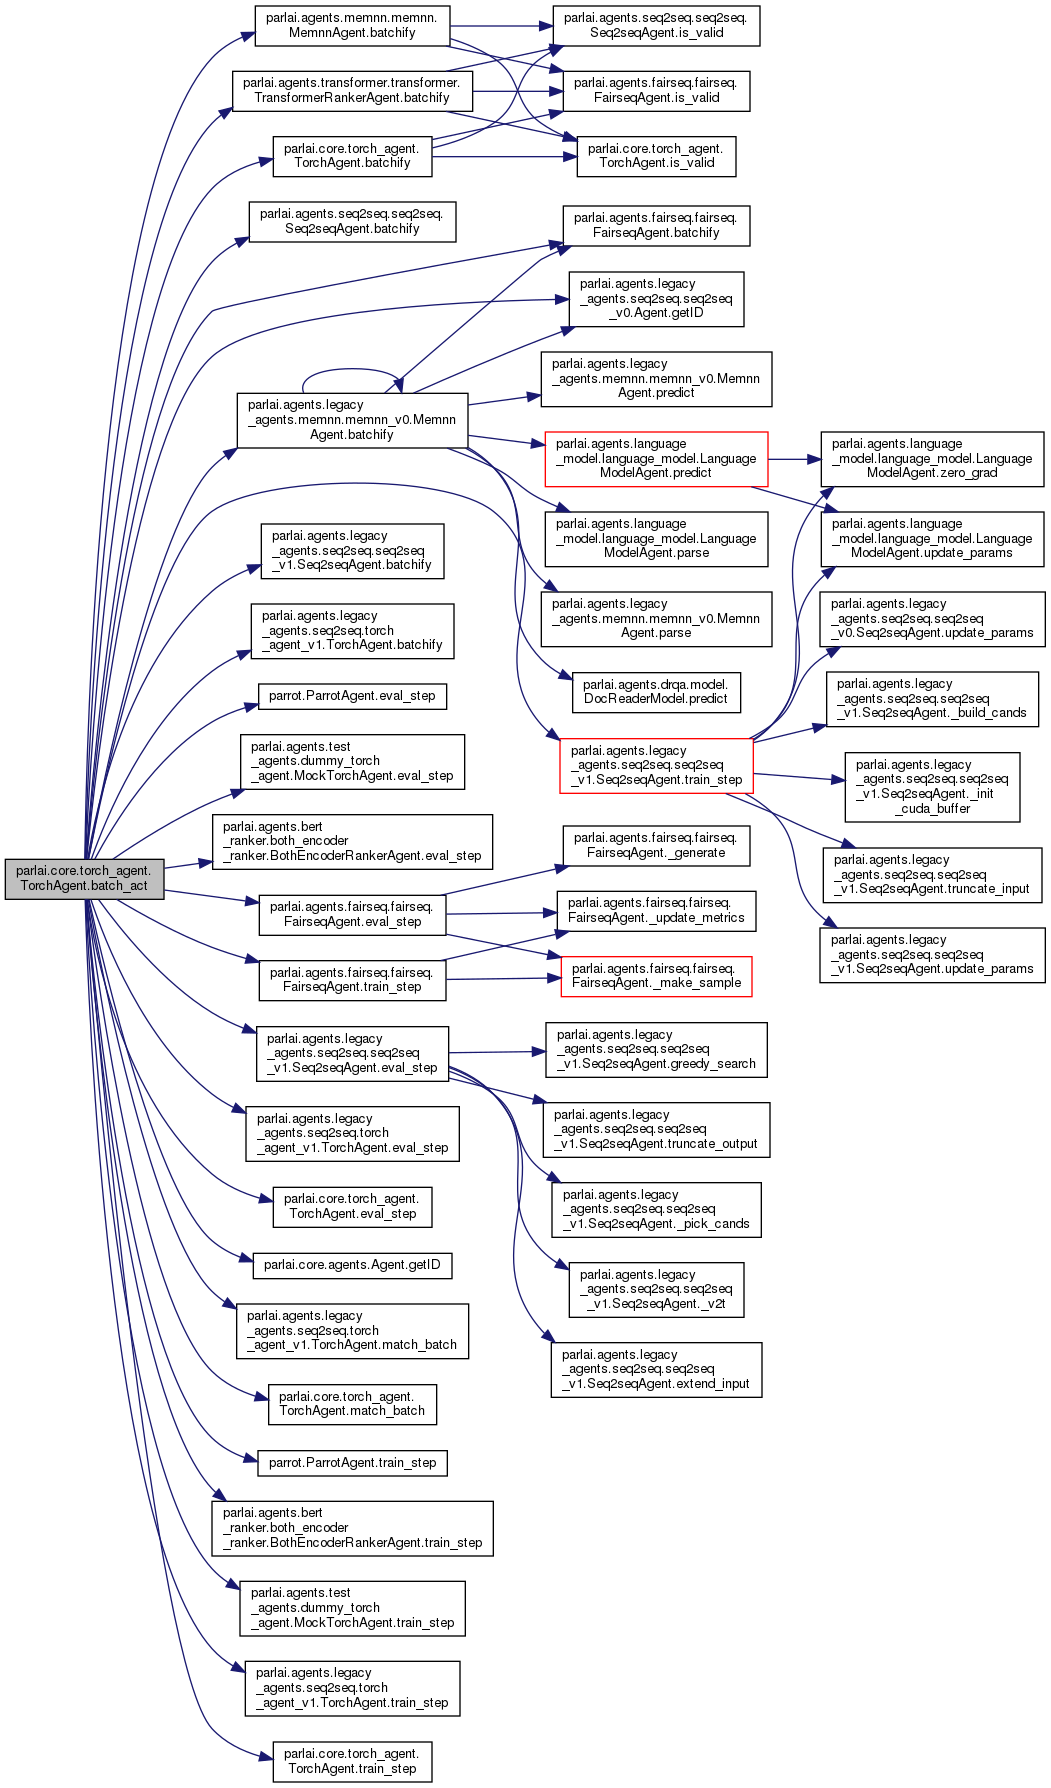 parlai.core.torch_agent.
TorchAgent.batch_act
parlai.agents.memnn.memnn.
MemnnAgent.batchify
parlai.agents.transformer.transformer.
TransformerRankerAgent.batchify
parlai.core.torch_agent.
TorchAgent.batchify
parlai.agents.seq2seq.seq2seq.
Seq2seqAgent.batchify
parlai.agents.legacy
_agents.memnn.memnn_v0.Memnn
Agent.batchify
parlai.agents.legacy
_agents.seq2seq.seq2seq
_v1.Seq2seqAgent.batchify
parlai.agents.legacy
_agents.seq2seq.torch
_agent_v1.TorchAgent.batchify
parrot.ParrotAgent.eval_step
parlai.agents.test
_agents.dummy_torch
_agent.MockTorchAgent.eval_step
parlai.agents.bert
_ranker.both_encoder
_ranker.BothEncoderRankerAgent.eval_step
parlai.agents.fairseq.fairseq.
FairseqAgent.eval_step
parlai.agents.fairseq.fairseq.
FairseqAgent.train_step
parlai.agents.legacy
_agents.seq2seq.seq2seq
_v1.Seq2seqAgent.eval_step
parlai.agents.legacy
_agents.seq2seq.torch
_agent_v1.TorchAgent.eval_step
parlai.core.torch_agent.
TorchAgent.eval_step
parlai.core.agents.Agent.getID
parlai.agents.legacy
_agents.seq2seq.torch
_agent_v1.TorchAgent.match_batch
parlai.core.torch_agent.
TorchAgent.match_batch
parrot.ParrotAgent.train_step
parlai.agents.bert
_ranker.both_encoder
_ranker.BothEncoderRankerAgent.train_step
parlai.agents.test
_agents.dummy_torch
_agent.MockTorchAgent.train_step
parlai.agents.legacy
_agents.seq2seq.torch
_agent_v1.TorchAgent.train_step
parlai.core.torch_agent.
TorchAgent.train_step
parlai.agents.seq2seq.seq2seq.
Seq2seqAgent.is_valid
parlai.agents.fairseq.fairseq.
FairseqAgent.is_valid
parlai.core.torch_agent.
TorchAgent.is_valid
parlai.agents.fairseq.fairseq.
FairseqAgent.batchify
parlai.agents.legacy
_agents.seq2seq.seq2seq
_v0.Agent.getID
parlai.agents.legacy
_agents.memnn.memnn_v0.Memnn
Agent.predict
parlai.agents.language
_model.language_model.Language
ModelAgent.predict
parlai.agents.language
_model.language_model.Language
ModelAgent.parse
parlai.agents.legacy
_agents.memnn.memnn_v0.Memnn
Agent.parse
parlai.agents.drqa.model.
DocReaderModel.predict
parlai.agents.legacy
_agents.seq2seq.seq2seq
_v1.Seq2seqAgent.train_step
parlai.agents.fairseq.fairseq.
FairseqAgent._generate
parlai.agents.fairseq.fairseq.
FairseqAgent._update_metrics
parlai.agents.fairseq.fairseq.
FairseqAgent._make_sample
parlai.agents.legacy
_agents.seq2seq.seq2seq
_v1.Seq2seqAgent.greedy_search
parlai.agents.legacy
_agents.seq2seq.seq2seq
_v1.Seq2seqAgent.truncate_output
parlai.agents.legacy
_agents.seq2seq.seq2seq
_v1.Seq2seqAgent._pick_cands
parlai.agents.legacy
_agents.seq2seq.seq2seq
_v1.Seq2seqAgent._v2t
parlai.agents.legacy
_agents.seq2seq.seq2seq
_v1.Seq2seqAgent.extend_input
parlai.agents.language
_model.language_model.Language
ModelAgent.zero_grad
parlai.agents.language
_model.language_model.Language
ModelAgent.update_params
parlai.agents.legacy
_agents.seq2seq.seq2seq
_v0.Seq2seqAgent.update_params
parlai.agents.legacy
_agents.seq2seq.seq2seq
_v1.Seq2seqAgent._build_cands
parlai.agents.legacy
_agents.seq2seq.seq2seq
_v1.Seq2seqAgent._init
_cuda_buffer
parlai.agents.legacy
_agents.seq2seq.seq2seq
_v1.Seq2seqAgent.truncate_input
parlai.agents.legacy
_agents.seq2seq.seq2seq
_v1.Seq2seqAgent.update_params